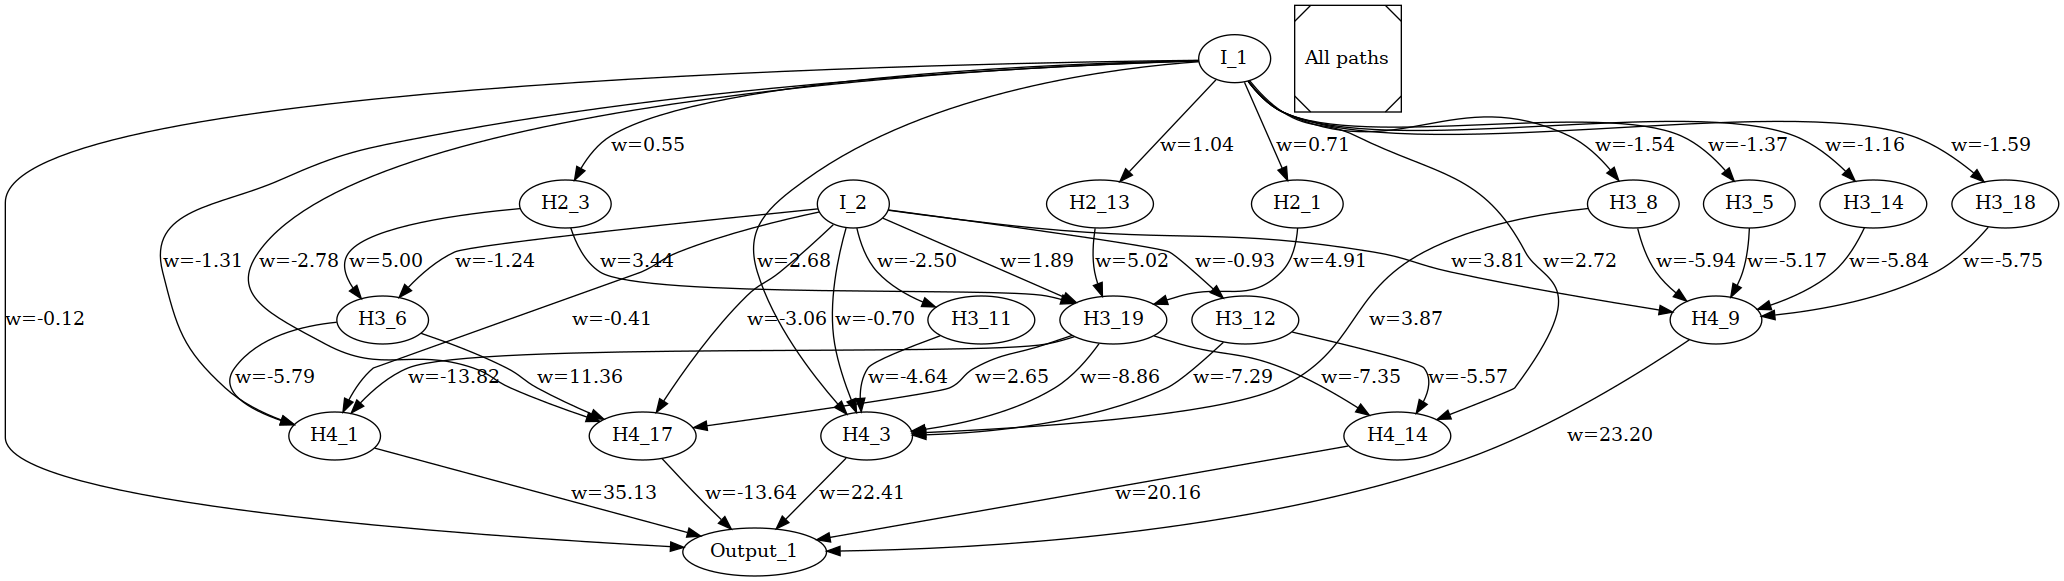 I_1
All paths
w=0.55
w=1.04
w=0.71
w=-1.54
w=-1.37
w=-1.16
w=-1.59
H2_3
I_2
H2_13
H2_1
H3_8
H3_5
H3_14
H3_18
w=-1.31
w=-2.78
w=5.00
w=-1.24
w=3.44
w=2.68
w=-2.50
w=1.89
w=5.02
w=-0.93
w=4.91
w=3.81
w=2.72
w=-5.94
w=-5.17
w=-5.84
w=-5.75
w=-0.12
H3_6
w=-0.41
w=-3.06
w=-0.70
H3_11
H3_19
H3_12
w=3.87
H4_9
w=-5.79
w=-13.82
w=11.36
w=-4.64
w=2.65
w=-8.86
w=-7.29
w=-7.35
w=-5.57
H4_1
H4_17
H4_3
H4_14
w=23.20
w=35.13
w=-13.64
w=22.41
w=20.16
Output_1